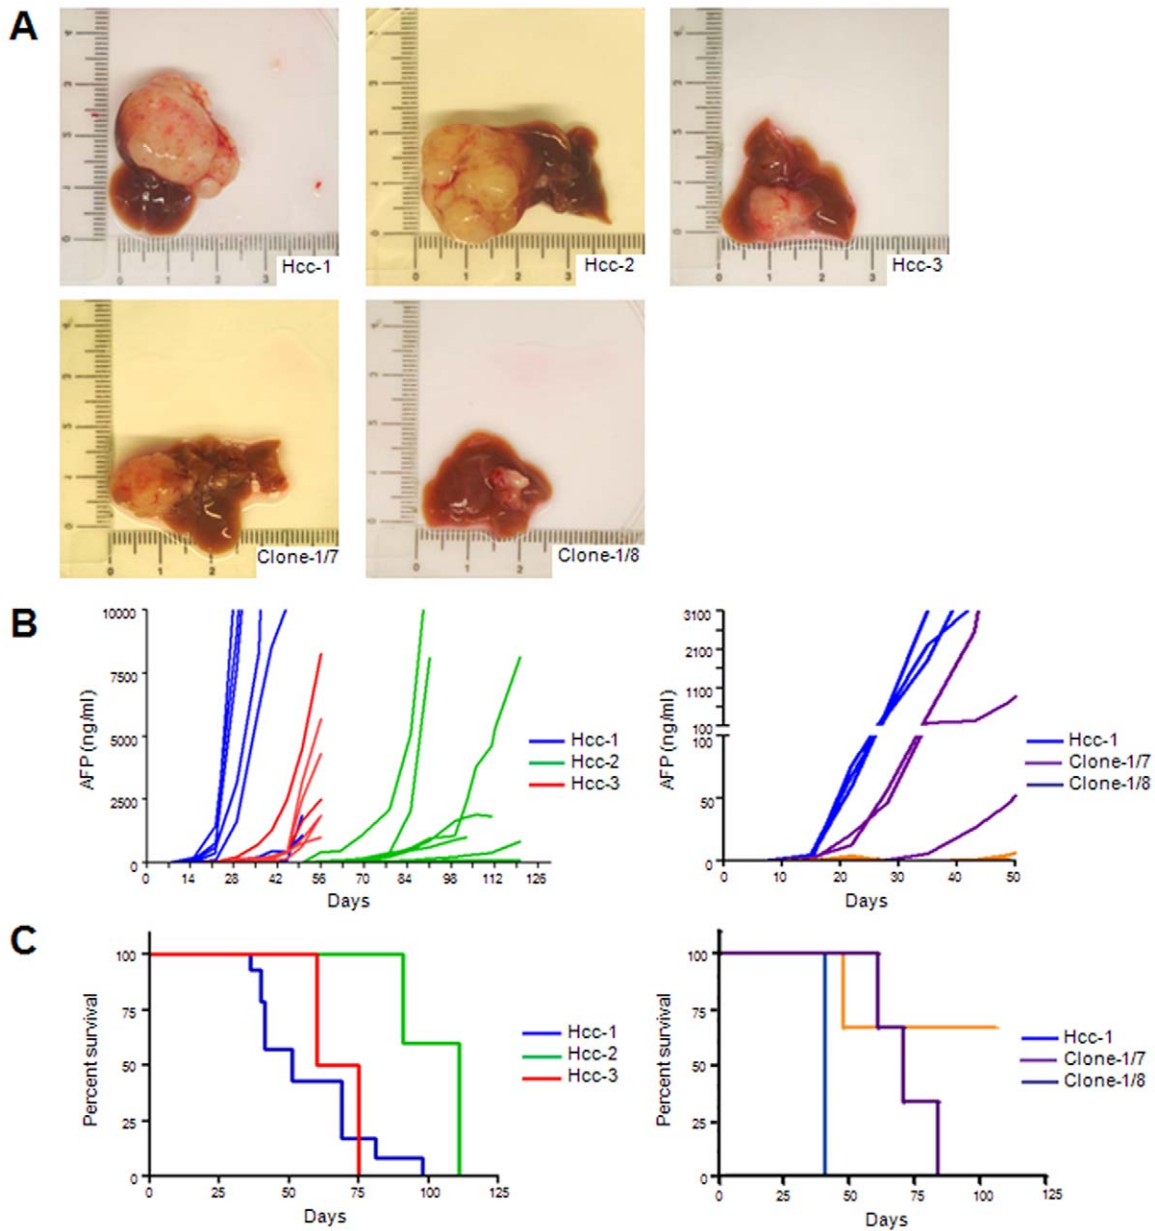 A
Hcc-1
Hcc-2
Hcc-3
Clone-1/7
Clone-1/8
B
10000
7500
5000
2500
0
AFP (ng/ml)
0 14 28 42 56 70 84 98 112 126
Days
Hcc-1
Hcc-2
Hcc-3
3100
2100
1100
100
100
50
0
AFP (ng/ml)
0 10 20 30 40 50
Days
Hcc-1
Clone-1/7
Clone-1/8
C
100
75
50
25
0
Percent survival
0 25 50 75 100 125
Days
Hcc-1
Hcc-2
Hcc-3
100
75
50
25
0
Percent survival
0 25 50 75 100 125
Days
Hcc-1
Clone-1/7
Clone-1/8